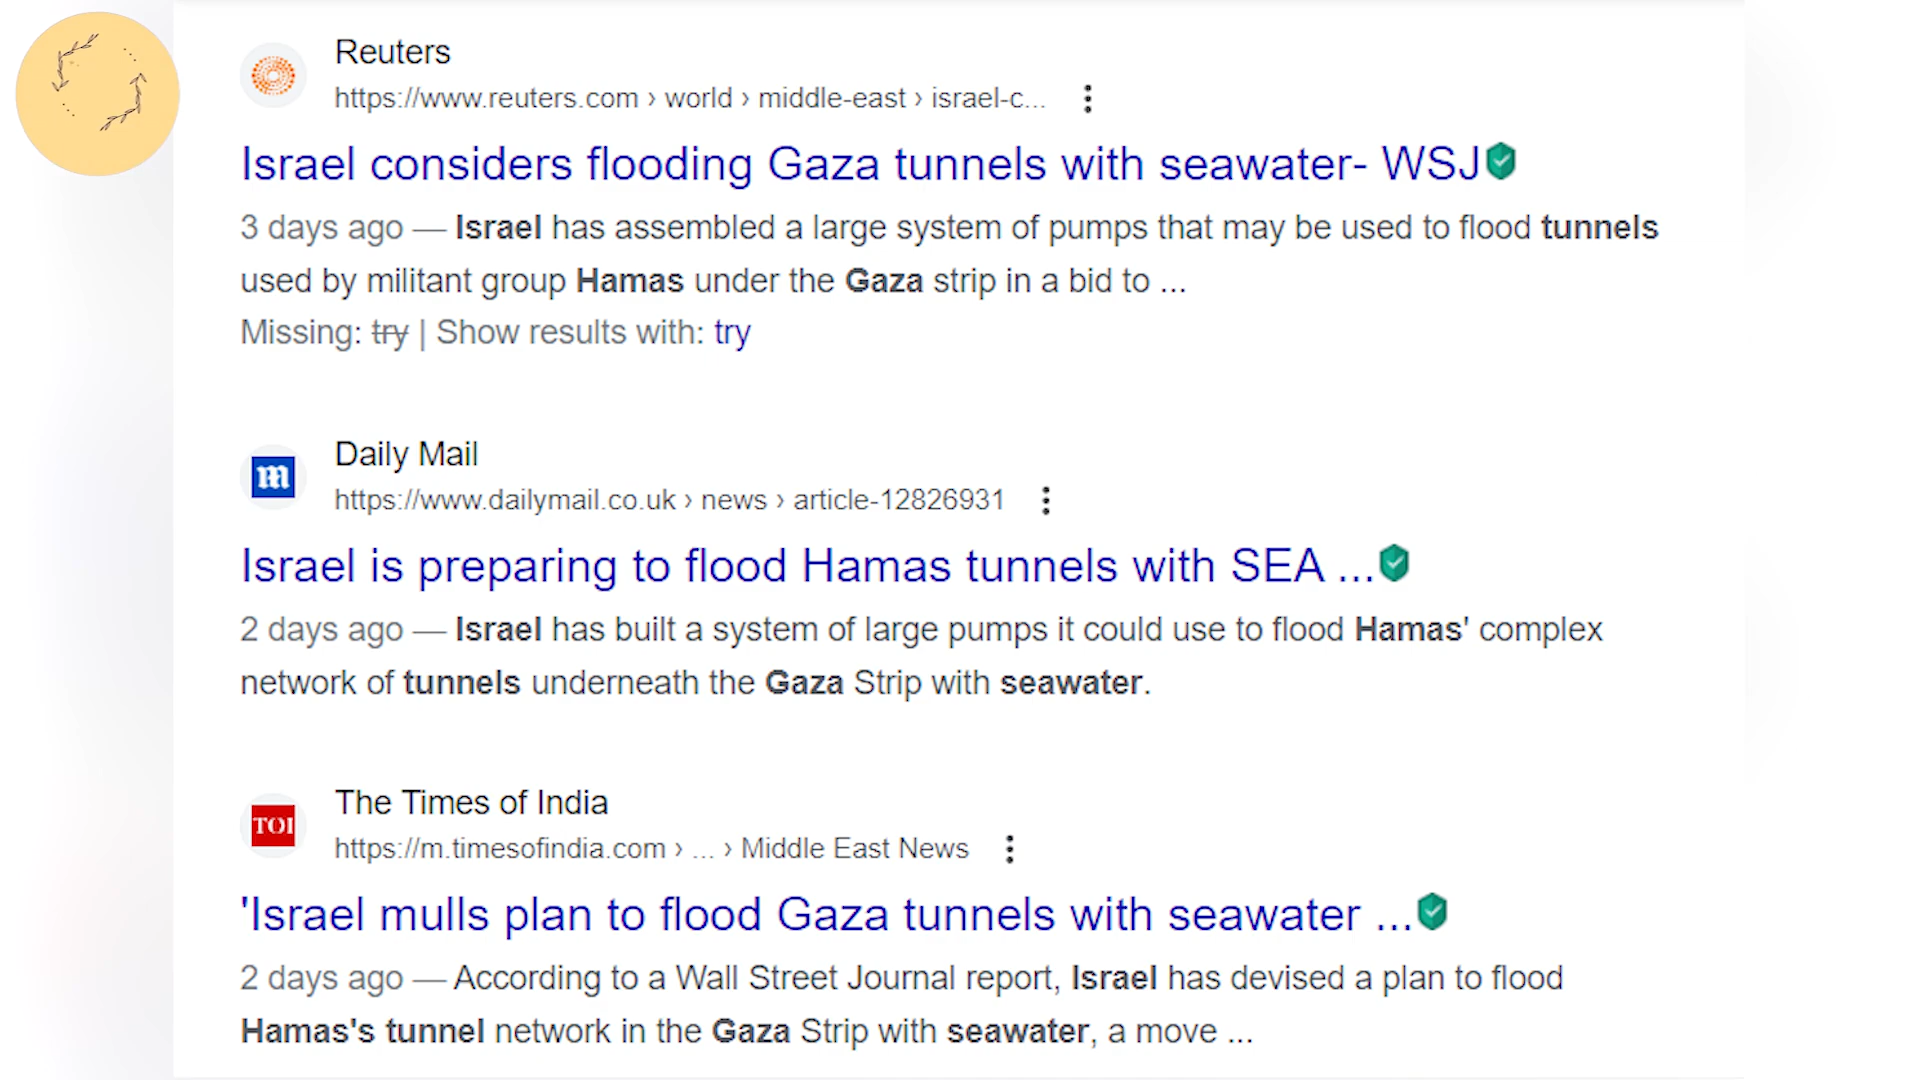 Reuters
https://www.reuters.com › world › middle-east › israel-c...
Israel considers flooding Gaza tunnels with seawater- WSJ
3 days ago — Israel has assembled a large system of pumps that may be used to flood tunnels
used by militant group Hamas under the Gaza strip in a bid to ...
Missing: try | Show results with: try
m
Daily Mail
https://www.dailymail.co.uk › news › article-12826931
Israel is preparing to flood Hamas tunnels with SEA ...
2 days ago — Israel has built a system of large pumps it could use to flood Hamas' complex
network of tunnels underneath the Gaza Strip with seawater.
TOI
The Times of India
https://m.timesofindia.com › ... › Middle East News
'Israel mulls plan to flood Gaza tunnels with seawater ...
2 days ago — According to a Wall Street Journal report, Israel has devised a plan to flood
Hamas's tunnel network in the Gaza Strip with seawater, a move ...